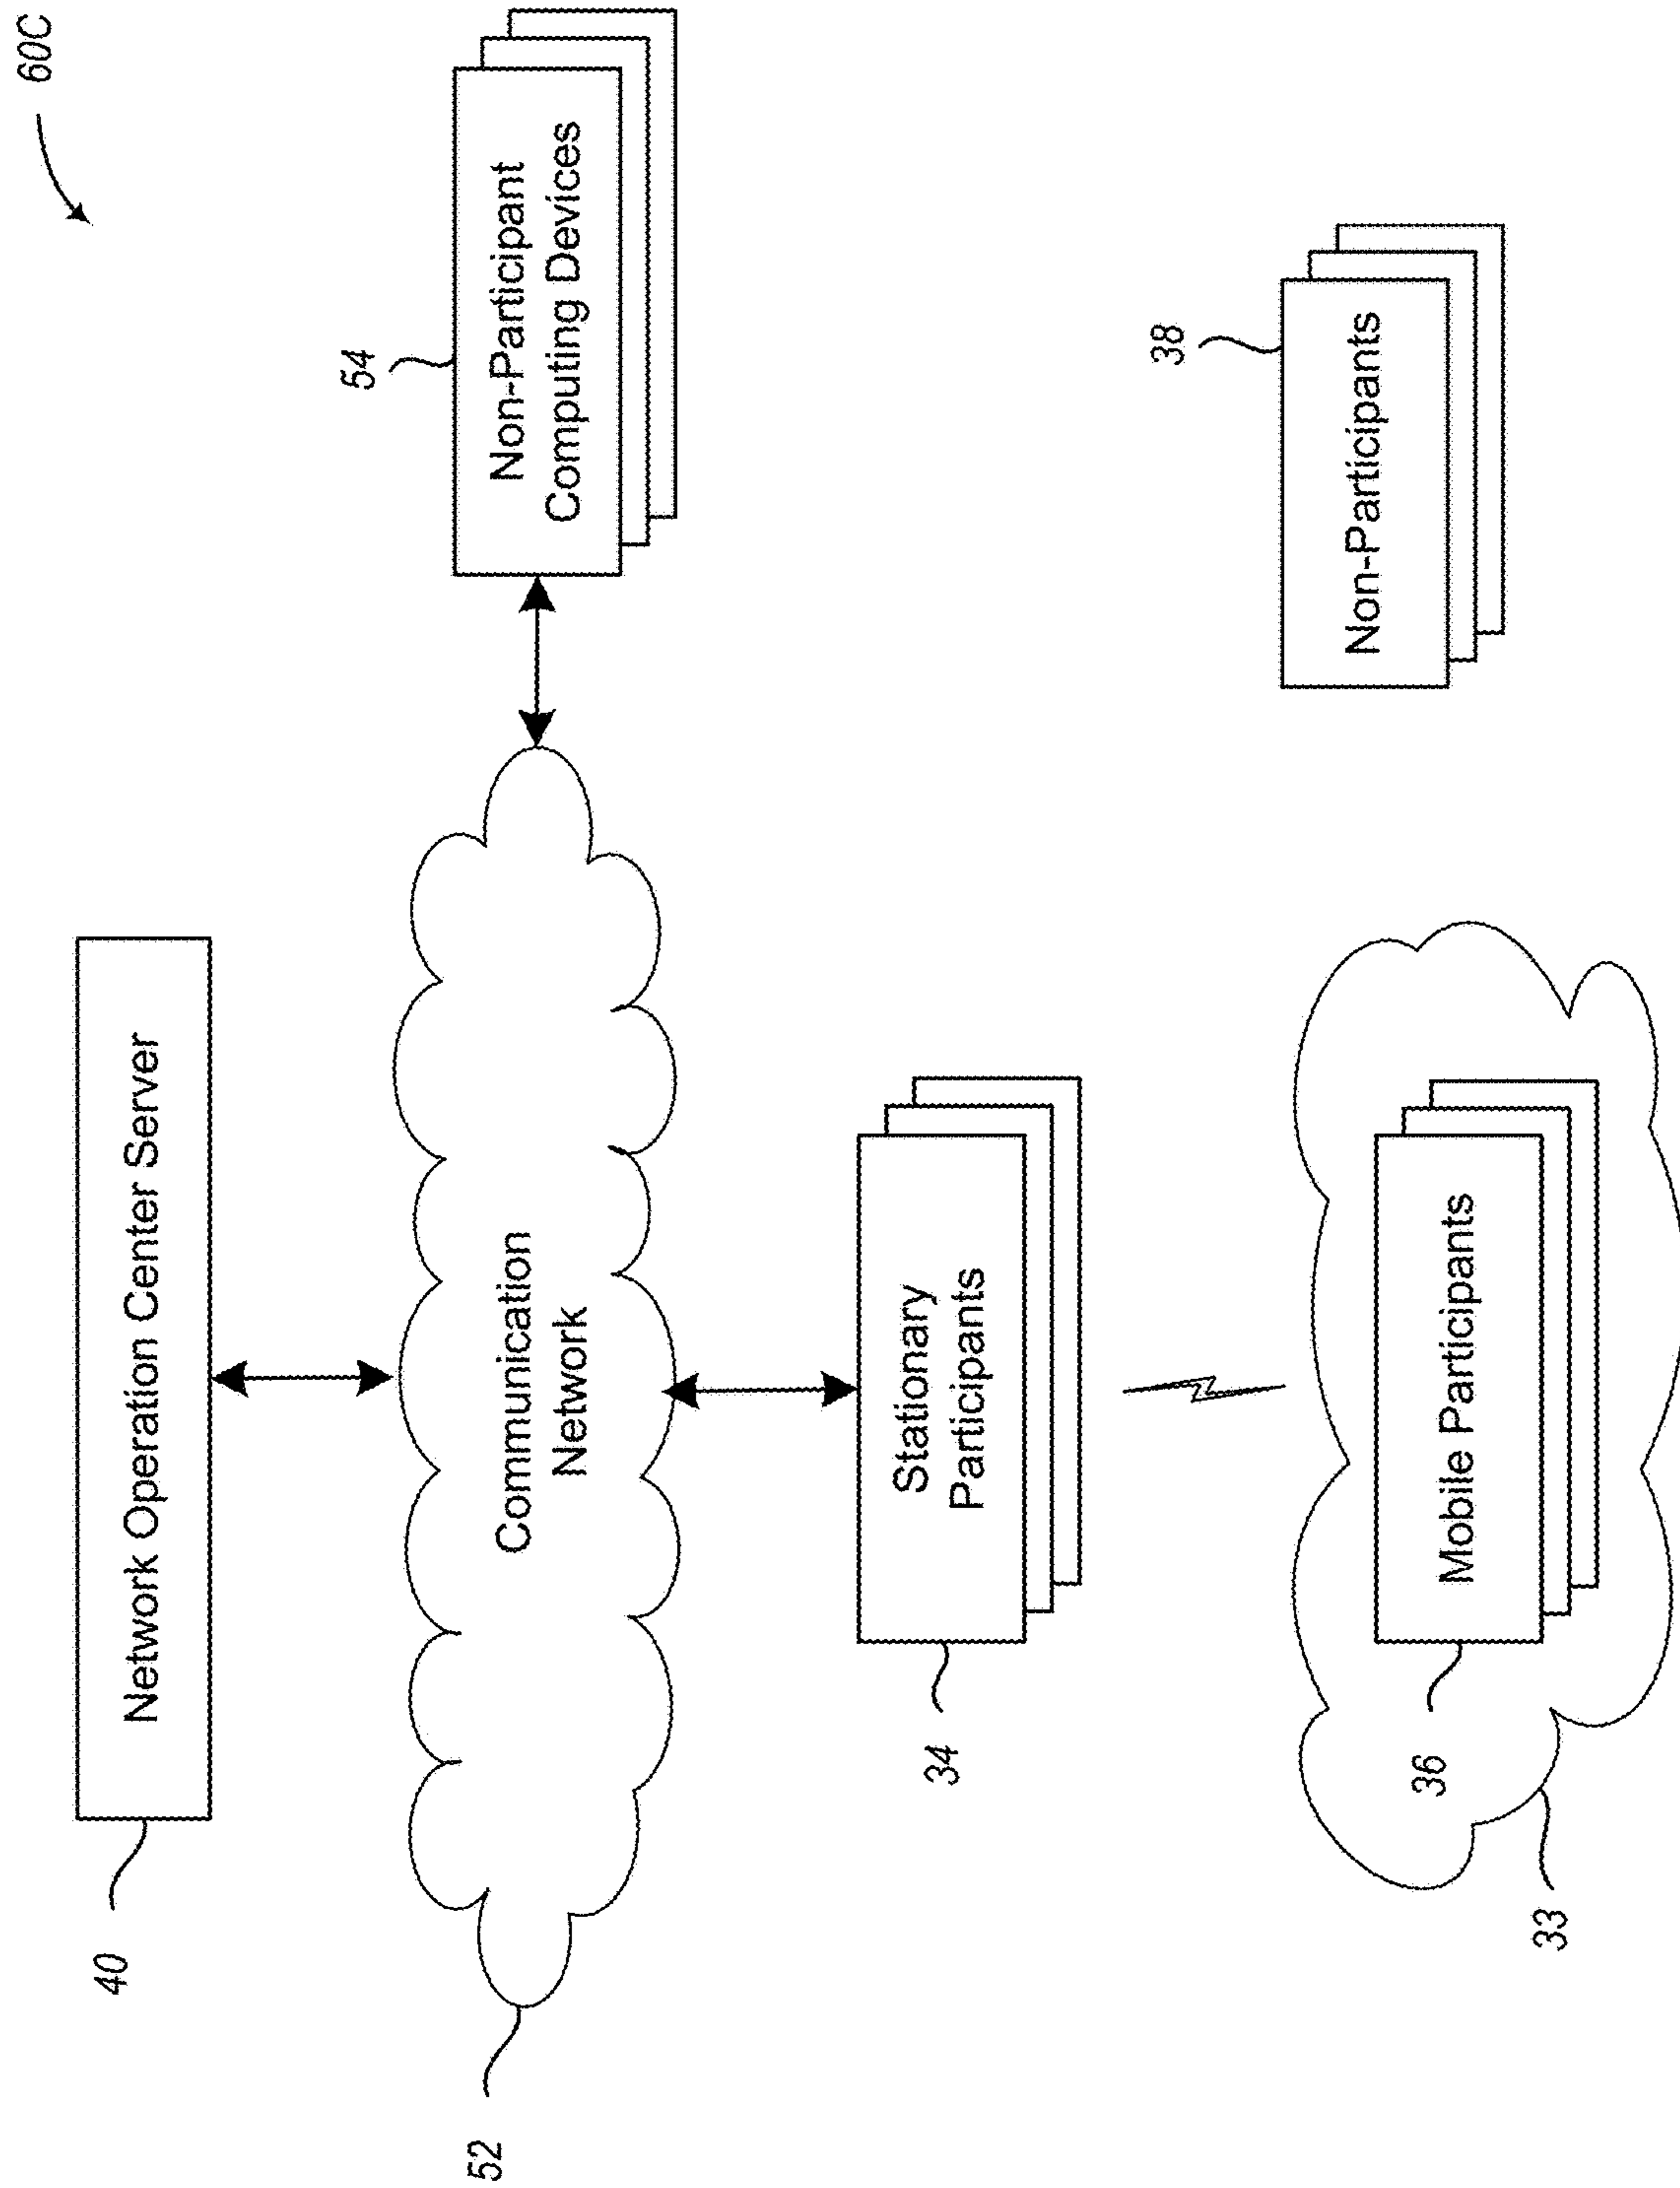 60C
Network Operation Center Server
40
Communication
Network
52
Non-Participant
Computing Devices
54
Stationary
Participants
34
Non-Participants
38
Mobile Participants
36
33